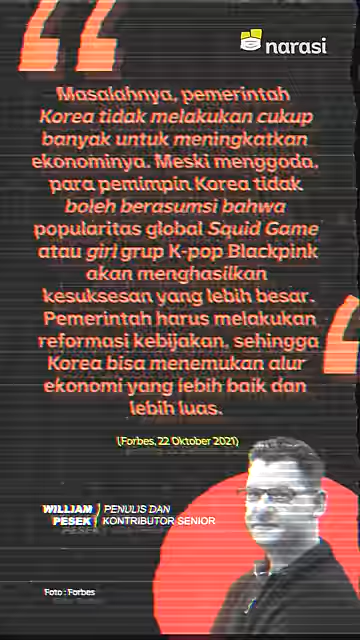 narasi
Masalahnya, pemerintah
Korea tidak melakukan cukup
banyak untuk meningkatkan
ekonominya. Meski menggoda,
para pemimpin Korea tidak
boleh berasumsi bahwa
popularitas global Squid Game
atau girl grup K-pop Blackpink
akan menghasilkan
kesuksesan yang lebih besar.
Pemerintah harus melakukan
reformasi kebijakan, sehingga
Korea bisa menemukan alur
ekonomi yang lebih baik dan
lebih luas.
(Forbes, 22 Oktober 2021)
WILLIAM PESEK
PENULIS DAN
KONTRIBUTOR SENIOR
Foto : Forbes